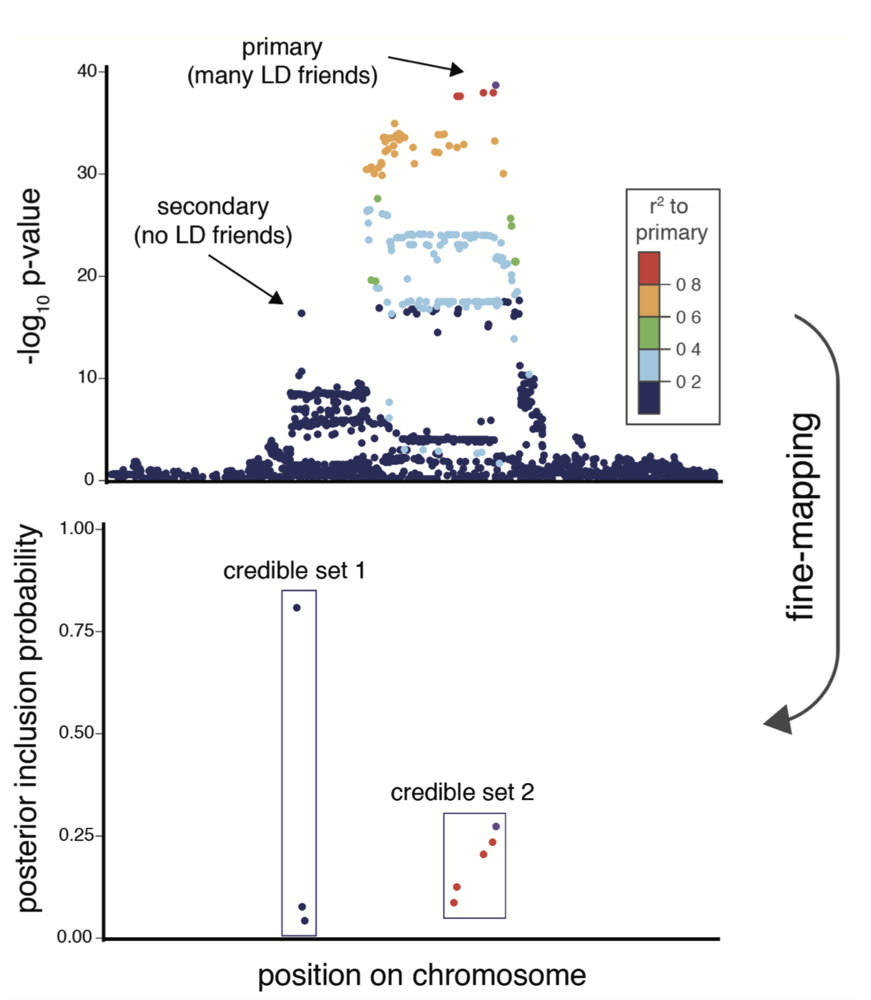 primary
(many LD friends)
secondary
(no LD friends)
-log10 p-value
40
30
20
10
0
r2 to
primary
0 8
0 6
0 4
0 2
fine-mapping
posterior inclusion probability
1.00
0.75
0.50
0.25
0.00
credible set 1
credible set 2
position on chromosome